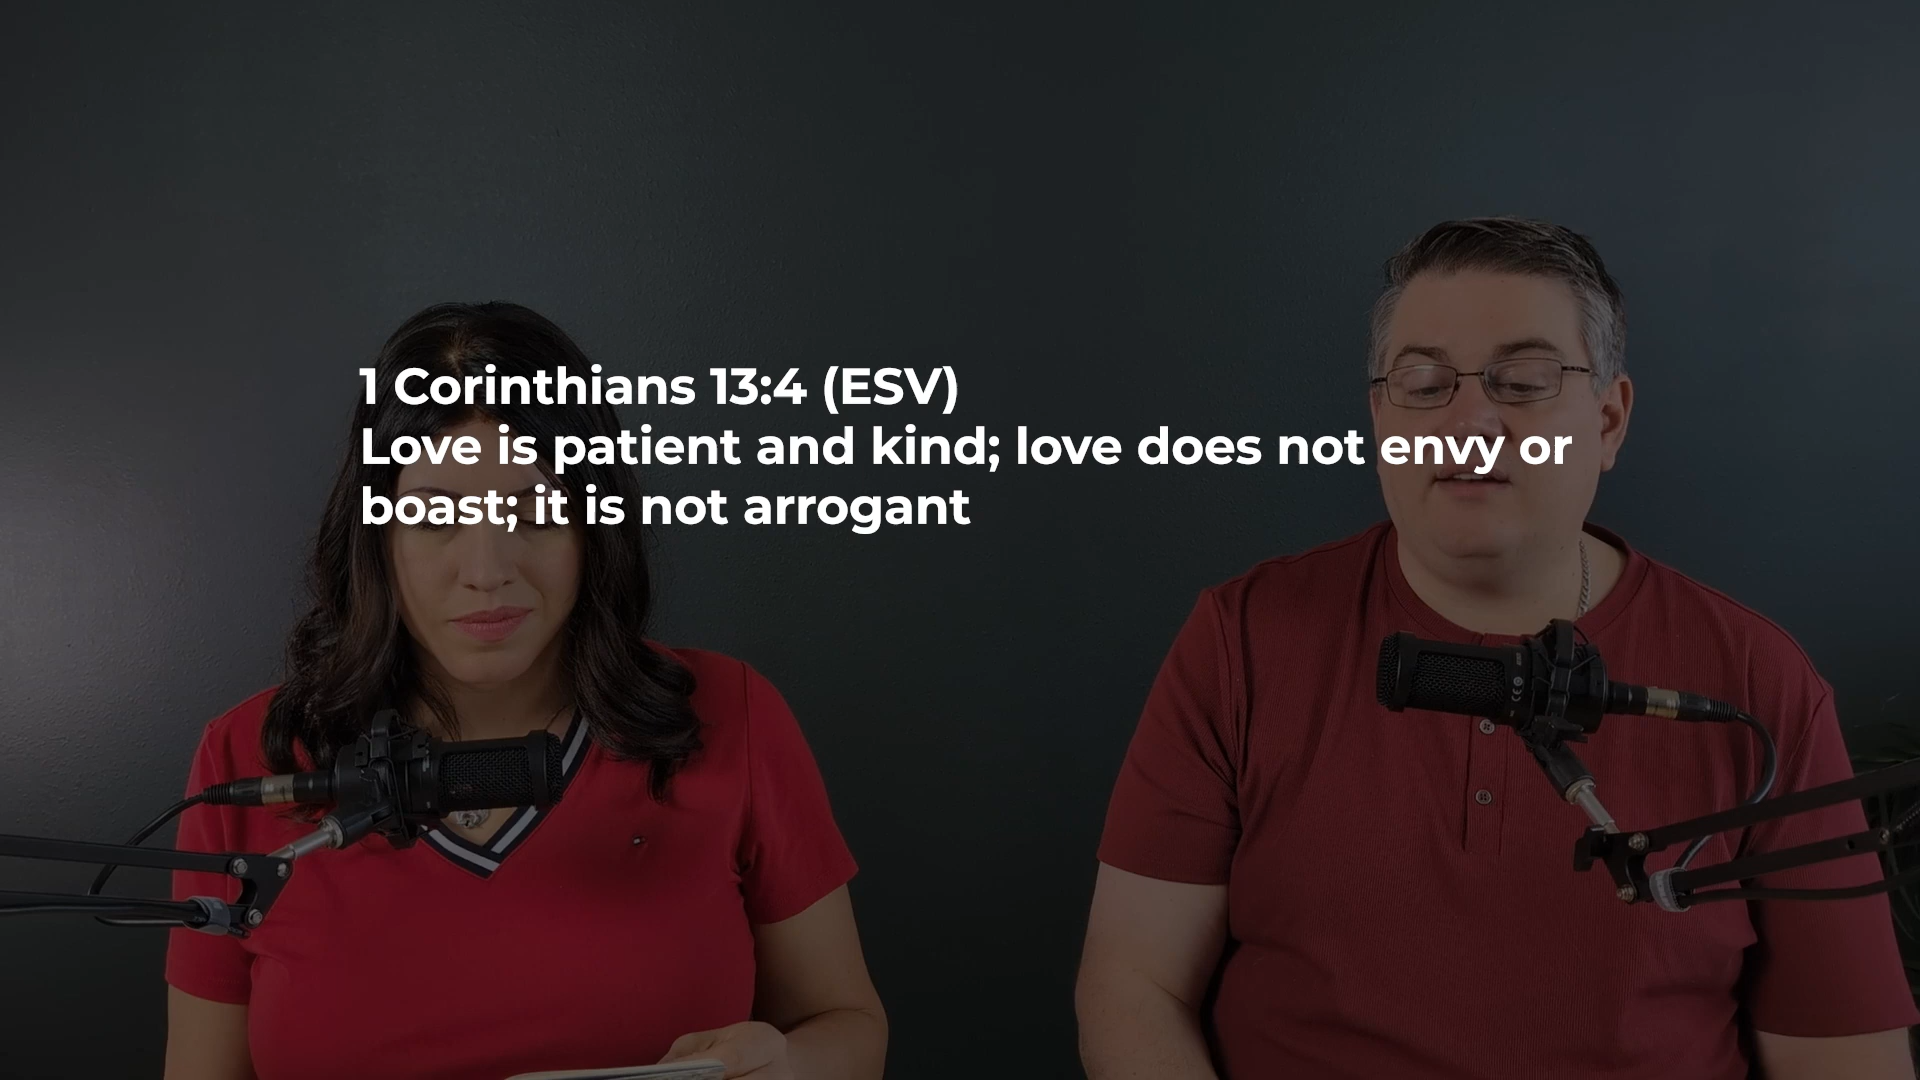 1 Corinthians 13:4 (ESV)
Love is patient and kind; love does not envy or
boast; it is not arrogant